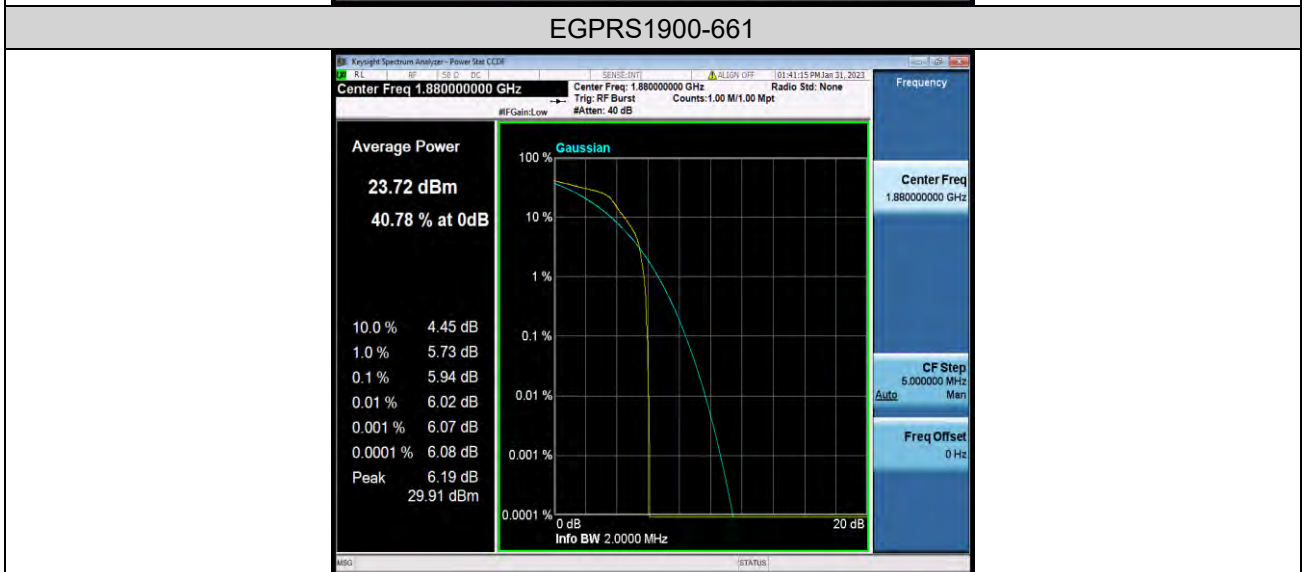 EGPRS1900-661
Keysight Spectrum Analyzer - Power Stat CCDF
RL RF 50 Ω DC SENSE:INT ALIGN OFF 01:41:15 PM Jan 31, 2023
Center Freq 1.880000000 GHz
Center Freq: 1.880000000 GHz Radio Std: None
Trig: RF Burst Counts:1.00 M/1.00 Mpt
#IFGain:Low #Atten: 40 dB
Frequency
Average Power
23.72 dBm
40.78 % at 0dB
10.0 % 4.45 dB
1.0 % 5.73 dB
0.1 % 5.94 dB
0.01 % 6.02 dB
0.001 % 6.07 dB
0.0001 % 6.08 dB
Peak 6.19 dB
29.91 dBm
Gaussian
100 %
10 %
1 %
0.1 %
0.01 %
0.001 %
0.0001 %
0 dB 20 dB
Info BW 2.0000 MHz
Center Freq
1.880000000 GHz
CF Step
5.000000 MHz
Auto Man
Freq Offset
0 Hz
MSG STATUS